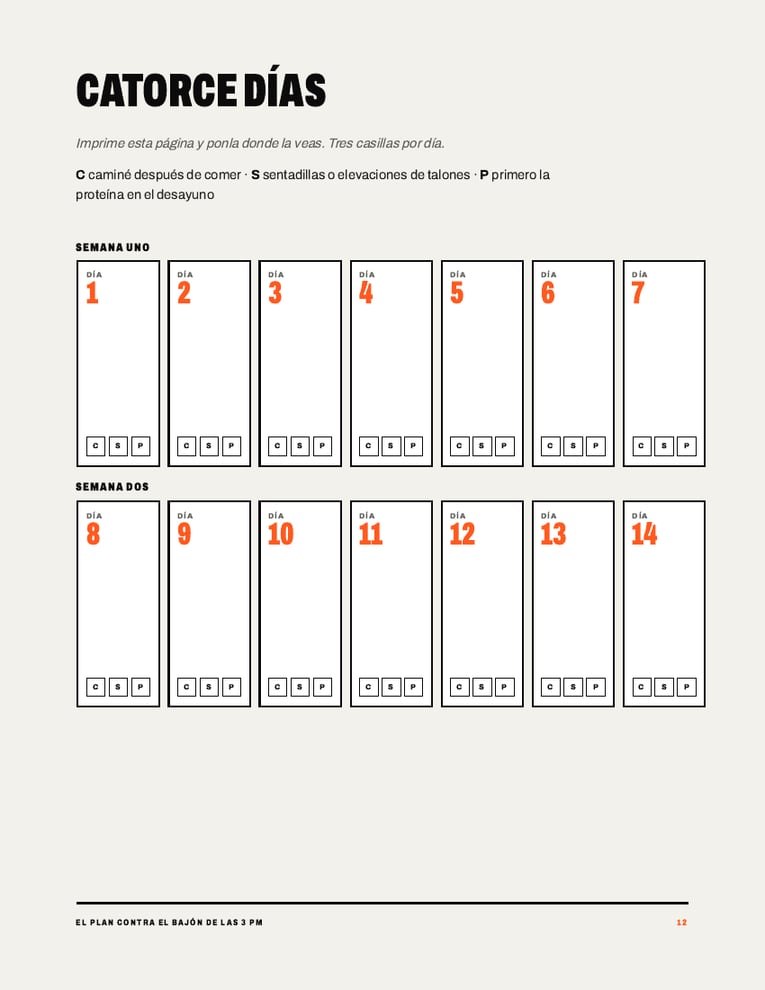 CATORCE DÍAS
Imprime esta página y ponla donde la veas. Tres casillas por día.
C caminé después de comer · S sentadillas o elevaciones de talones · P primero la
proteína en el desayuno
SEMANA UNO
DÍA DÍA DÍA DÍA DÍA DÍA DÍA
1 2 3 4 5 6 7
C S P C S P C S P C S P C S P C S P C S P
SEMANA DOS
DÍA DÍA DÍA DÍA DÍA DÍA DÍA
8 9 10 11 12 13 14
C S P C S P C S P C S P C S P C S P C S P
EL PLAN CONTRA EL BAJÓN DE LAS 3 PM 12